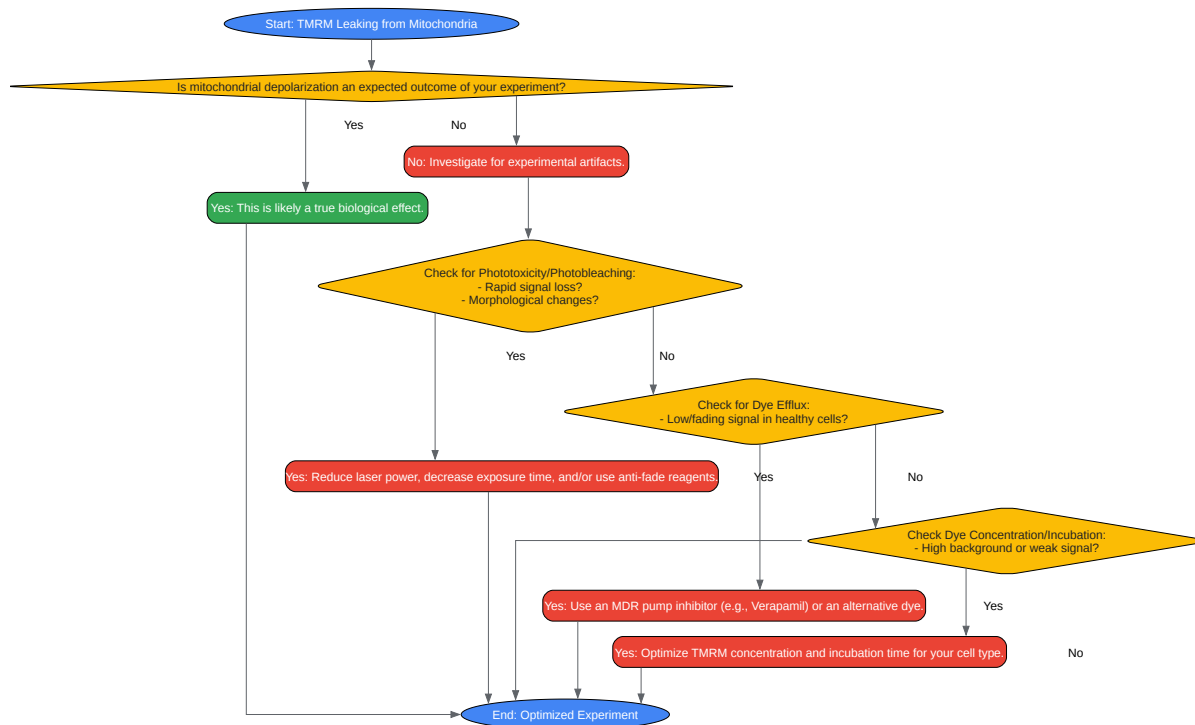 Start: TMRM Leaking from Mitochondria
Is mitochondrial depolarization an expected outcome of your experiment?
Yes
No
No: Investigate for experimental artifacts.
Yes: This is likely a true biological effect.
Check for Phototoxicity/Photobleaching:
- Rapid signal loss?
- Morphological changes?
Yes
No
Check for Dye Efflux:
- Low/fading signal in healthy cells?
Yes: Reduce laser power, decrease exposure time, and/or use anti-fade reagents.
Yes
No
Check Dye Concentration/Incubation:
- High background or weak signal?
Yes: Use an MDR pump inhibitor (e.g., Verapamil) or an alternative dye.
Yes
Yes: Optimize TMRM concentration and incubation time for your cell type.
No
End: Optimized Experiment